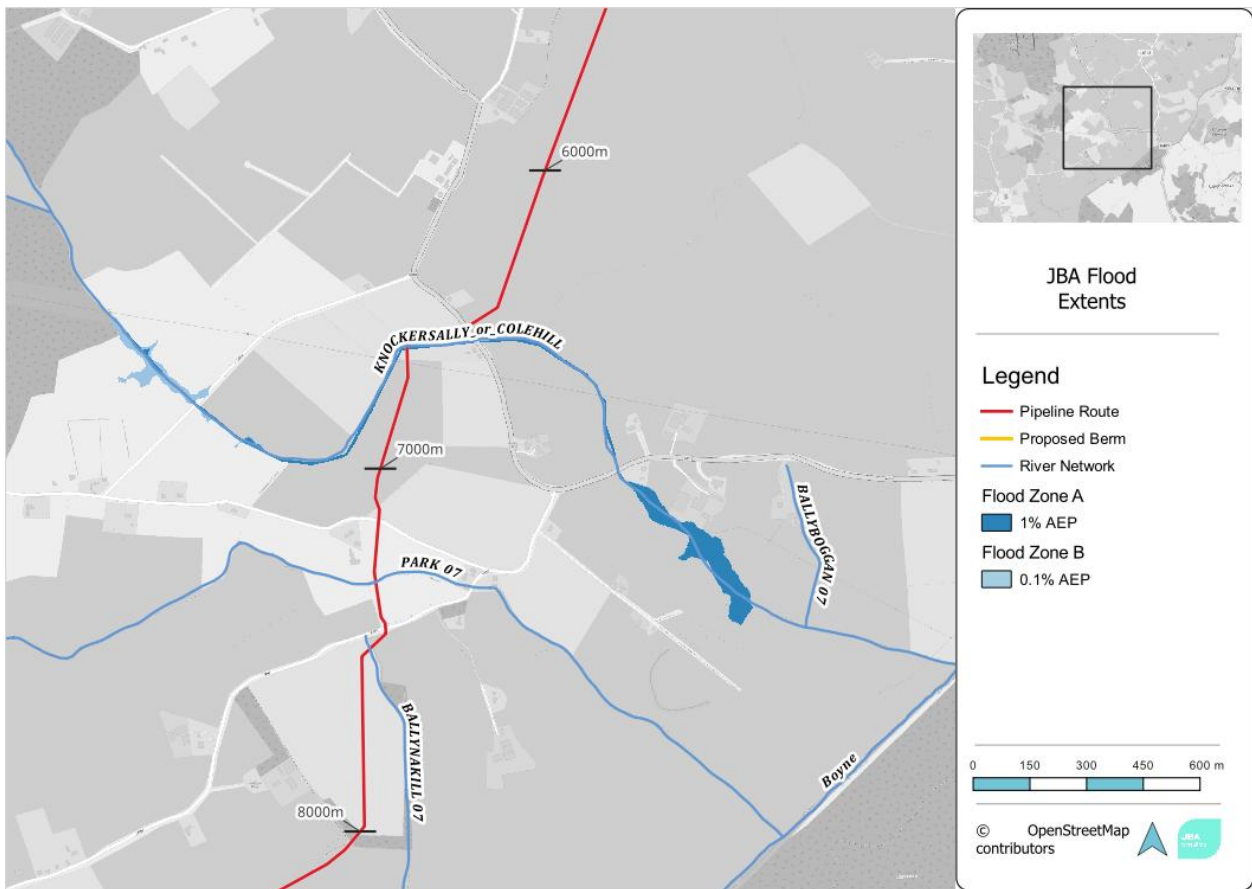 6000m
KNOCKERSALLY_or_COLEHILL
7000m
BALLYBOGGAN 07
PARK 07
BALLYNAKILL 07
Boyne
8000m
JBA Flood
Extents
Legend
Pipeline Route
Proposed Berm
River Network
Flood Zone A
1% AEP
Flood Zone B
0.1% AEP
0 150 300 450 600 m
© OpenStreetMap
contributors
JBA